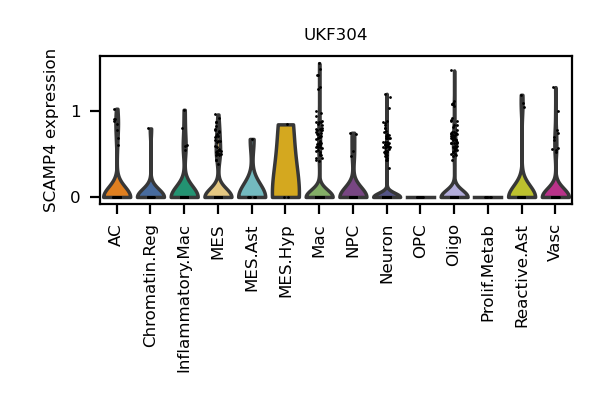 UKF304
SCAMP4 expression
1
0
AC
Chromatin.Reg
Inflammatory.Mac
MES
MES.Ast
MES.Hyp
Mac
NPC
Neuron
OPC
Oligo
Prolif.Metab
Reactive.Ast
Vasc